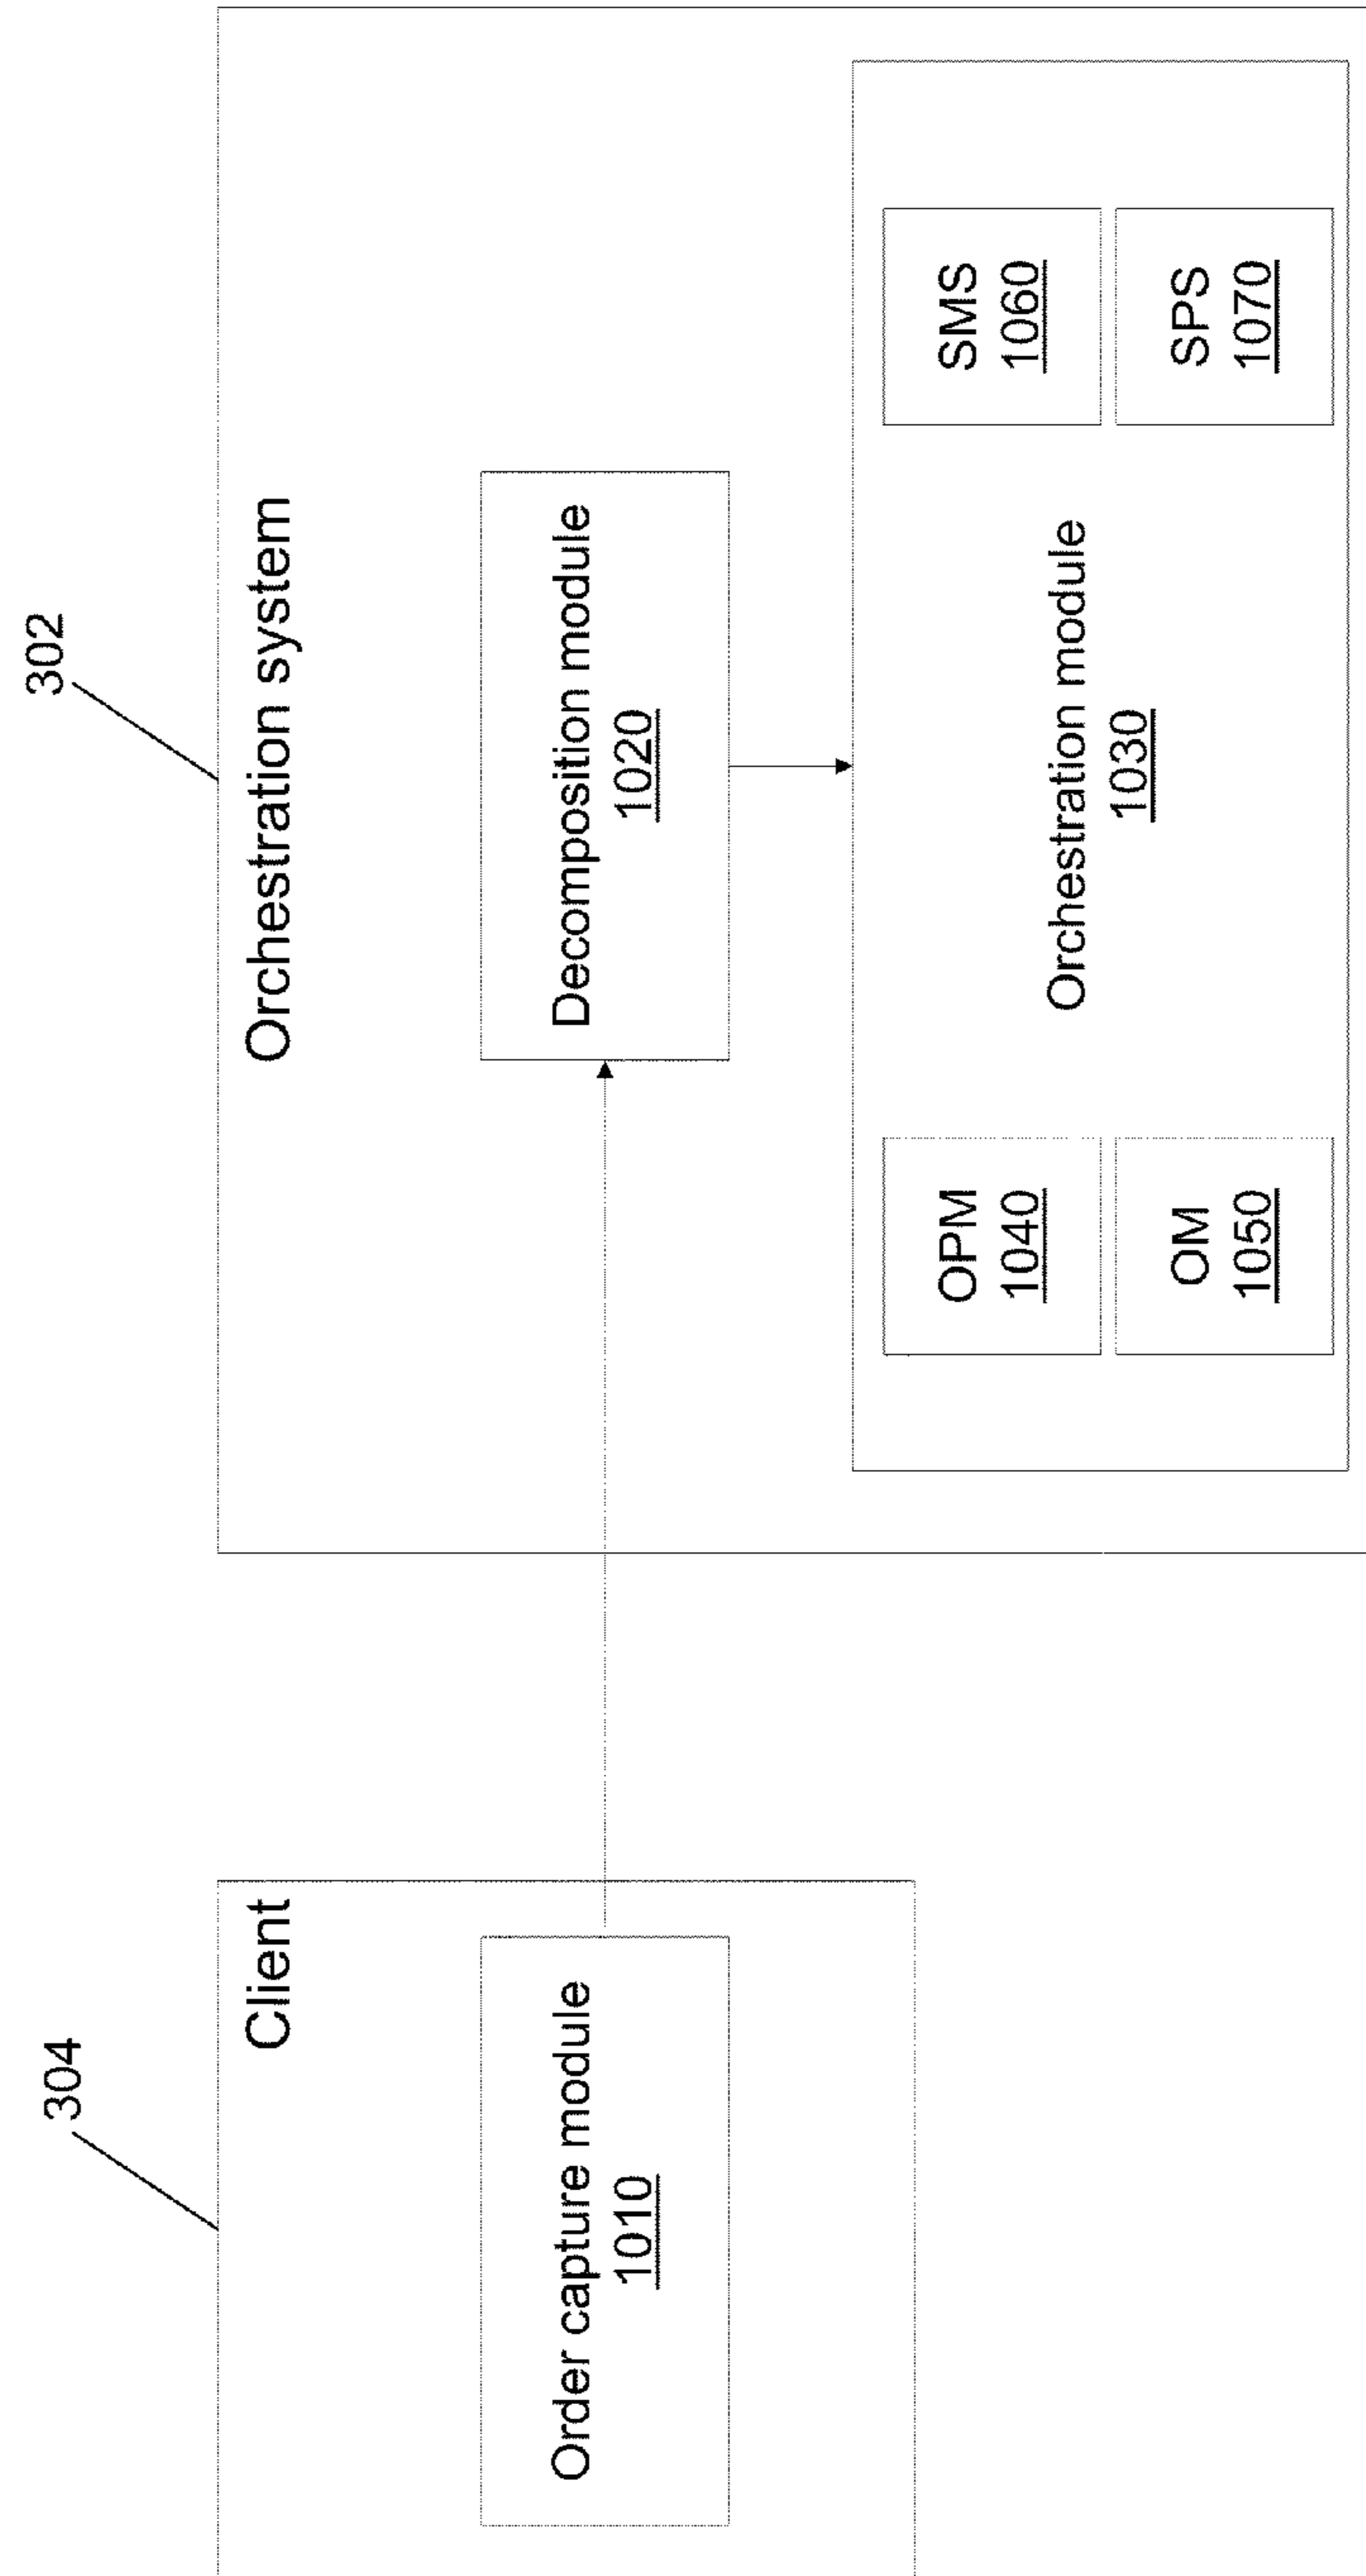 304
302
Client
Orchestration system
Order capture module
1010
Decomposition module
1020
OPM
1040
OM
1050
Orchestration module
1030
SMS
1060
SPS
1070